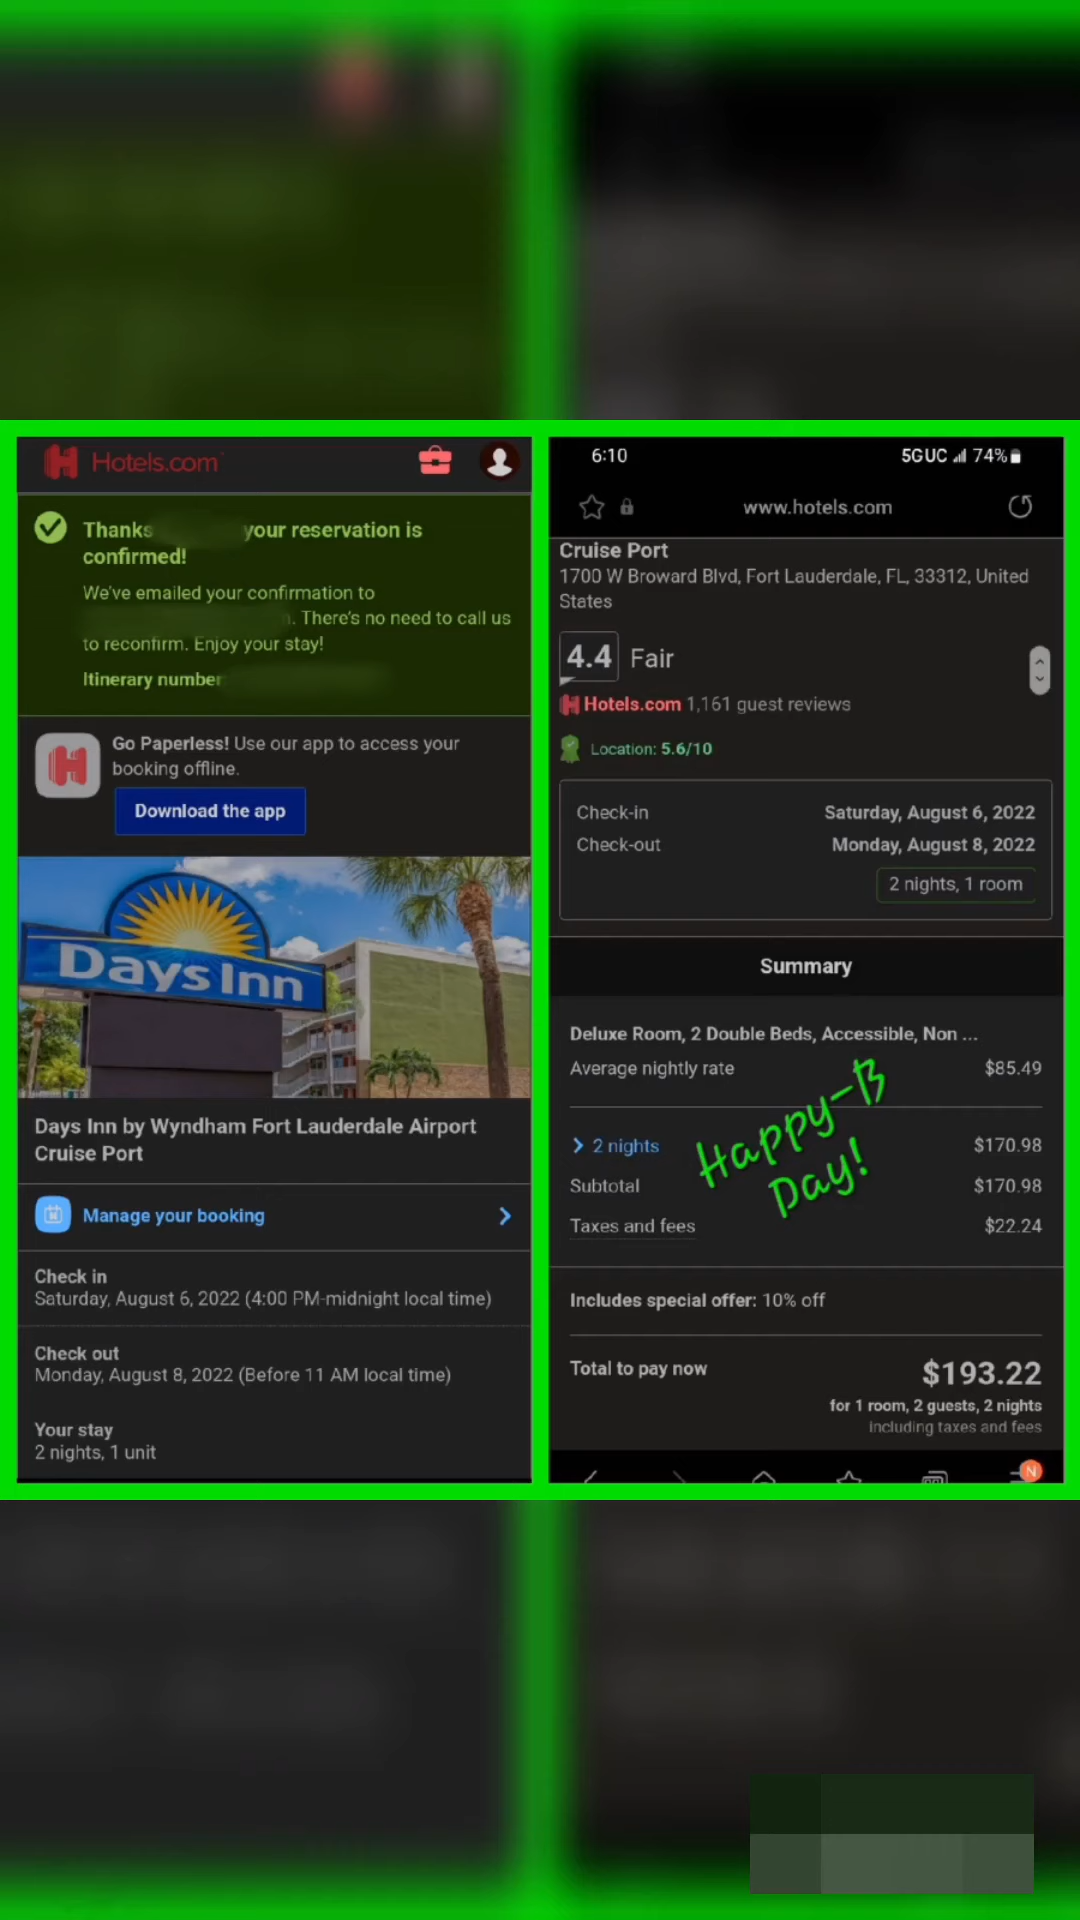 Hotels.com
Thanks your reservation is
confirmed!
We've emailed your confirmation to
. There's no need to call us
to reconfirm. Enjoy your stay!
Itinerary number
Go Paperless! Use our app to access your
booking offline.
Download the app
Days Inn
Days Inn by Wyndham Fort Lauderdale Airport
Cruise Port
Manage your booking
Check in
Saturday, August 6, 2022 (4:00 PM-midnight local time)
Check out
Monday, August 8, 2022 (Before 11 AM local time)
Your stay
2 nights, 1 unit
6:10 5GUC 74%
www.hotels.com
Cruise Port
1700 W Broward Blvd, Fort Lauderdale, FL, 33312, United
States
4.4 Fair
Hotels.com 1,161 guest reviews
Location: 5.6/10
Check-in Saturday, August 6, 2022
Check-out Monday, August 8, 2022
2 nights, 1 room
Summary
Deluxe Room, 2 Double Beds, Accessible, Non ...
Average nightly rate $85.49
Happy-B
Day!
2 nights $170.98
Subtotal $170.98
Taxes and fees $22.24
Includes special offer: 10% off
Total to pay now $193.22
for 1 room, 2 guests, 2 nights
including taxes and fees
N